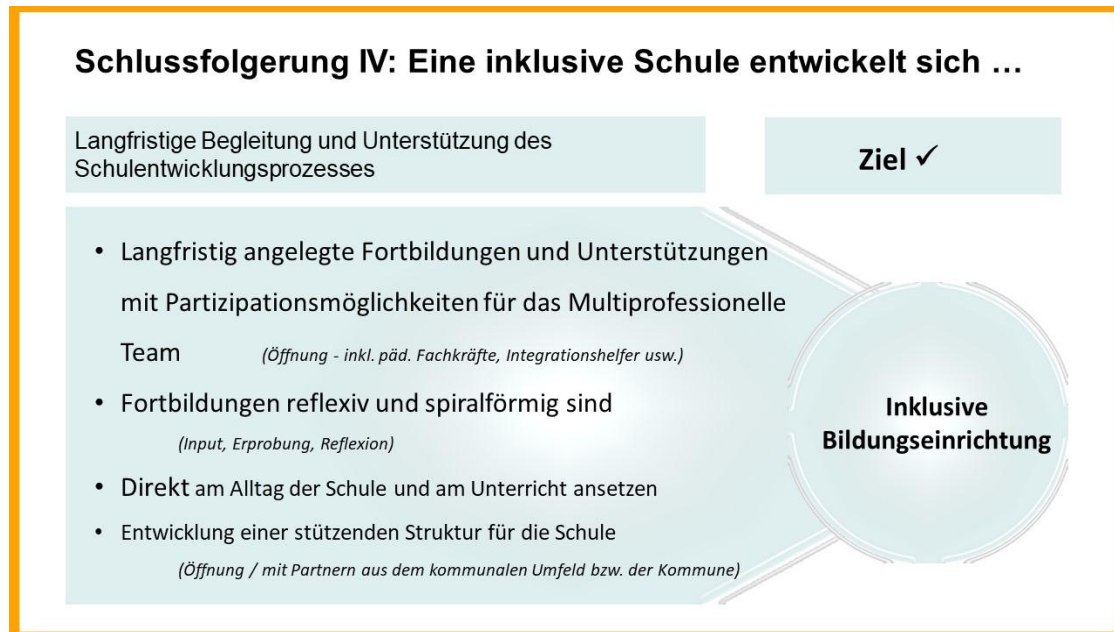 Schlussfolgerung IV: Eine inklusive Schule entwickelt sich …
Langfristige Begleitung und Unterstützung des
Schulentwicklungsprozesses
Ziel ✓
• Langfristig angelegte Fortbildungen und Unterstützungen
mit Partizipationsmöglichkeiten für das Multiprofessionelle
Team (Öffnung - inkl. päd. Fachkräfte, Integrationshelfer usw.)
• Fortbildungen reflexiv und spiralförmig sind
(Input, Erprobung, Reflexion)
• Direkt am Alltag der Schule und am Unterricht ansetzen
• Entwicklung einer stützenden Struktur für die Schule
(Öffnung / mit Partnern aus dem kommunalen Umfeld bzw. der Kommune)
Inklusive
Bildungseinrichtung